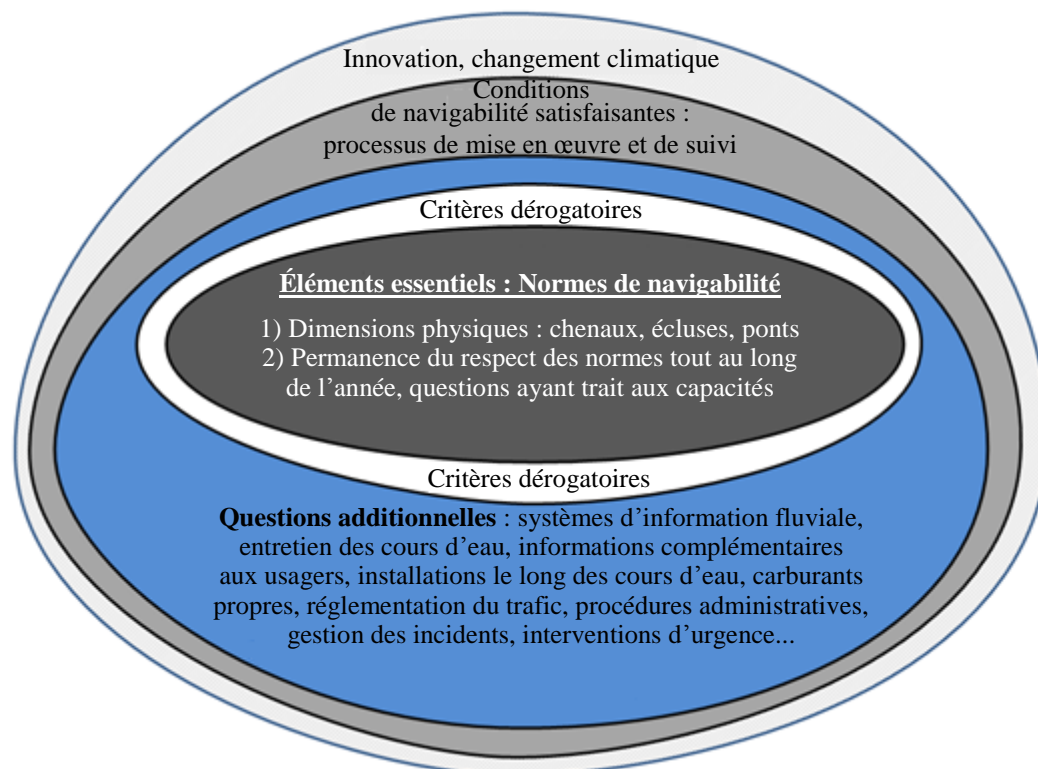 Innovation, changement climatique
Conditions
de navigabilité satisfaisantes :
processus de mise en œuvre et de suivi
Critères dérogatoires
Éléments essentiels : Normes de navigabilité
1) Dimensions physiques : chenaux, écluses, ponts
2) Permanence du respect des normes tout au long
de l’année, questions ayant trait aux capacités
Critères dérogatoires
Questions additionnelles : systèmes d’information fluviale,
entretien des cours d’eau, informations complémentaires
aux usagers, installations le long des cours d’eau, carburants
propres, réglementation du trafic, procédures administratives,
gestion des incidents, interventions d’urgence...